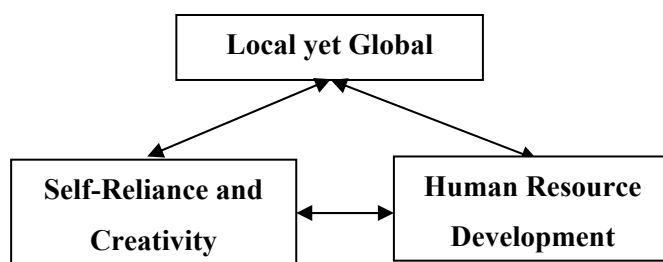 Local yet Global
Self-Reliance and
Creativity
Human Resource
Development